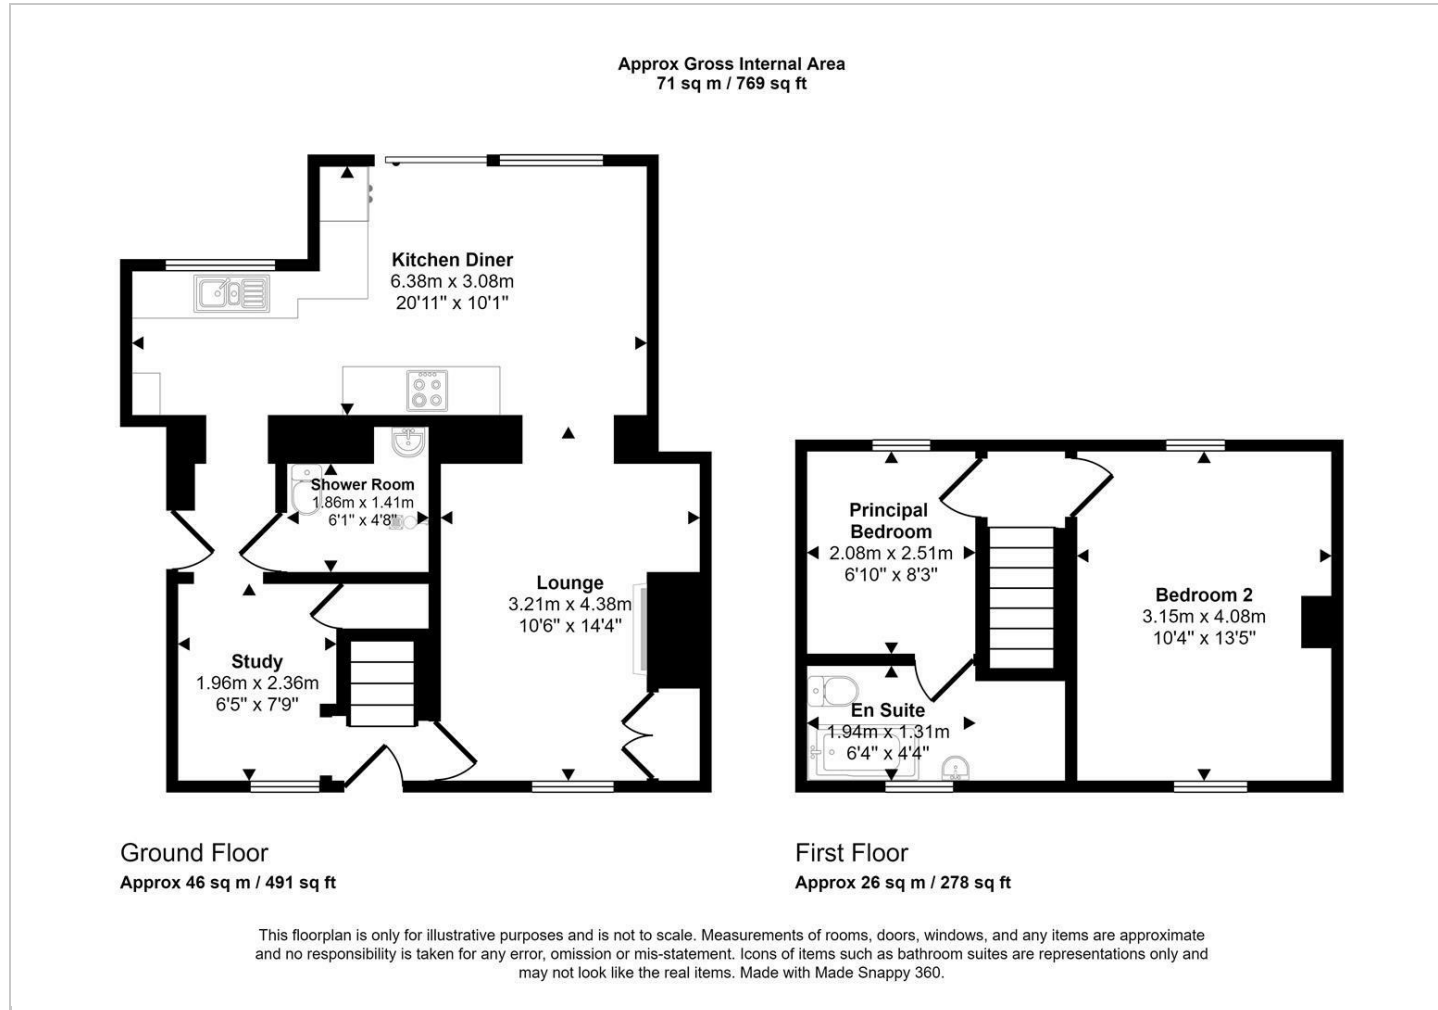 Approx Gross Internal Area
71 sq m / 769 sq ft
Kitchen Diner
6.38m x 3.08m
20'11" x 10'1"
Shower Room
1.86m x 1.41m
6'1" x 4'8"
Lounge
3.21m x 4.38m
10'6" x 14'4"
Study
1.96m x 2.36m
6'5" x 7'9"
Principal
Bedroom
2.08m x 2.51m
6'10" x 8'3"
Bedroom 2
3.15m x 4.08m
10'4" x 13'5"
En Suite
1.94m x 1.31m
6'4" x 4'4"
Ground Floor
Approx 46 sq m / 491 sq ft
First Floor
Approx 26 sq m / 278 sq ft
This floorplan is only for illustrative purposes and is not to scale. Measurements of rooms, doors, windows, and any items are approximate
and no responsibility is taken for any error, omission or mis-statement. Icons of items such as bathroom suites are representations only and
may not look like the real items. Made with Made Snappy 360.